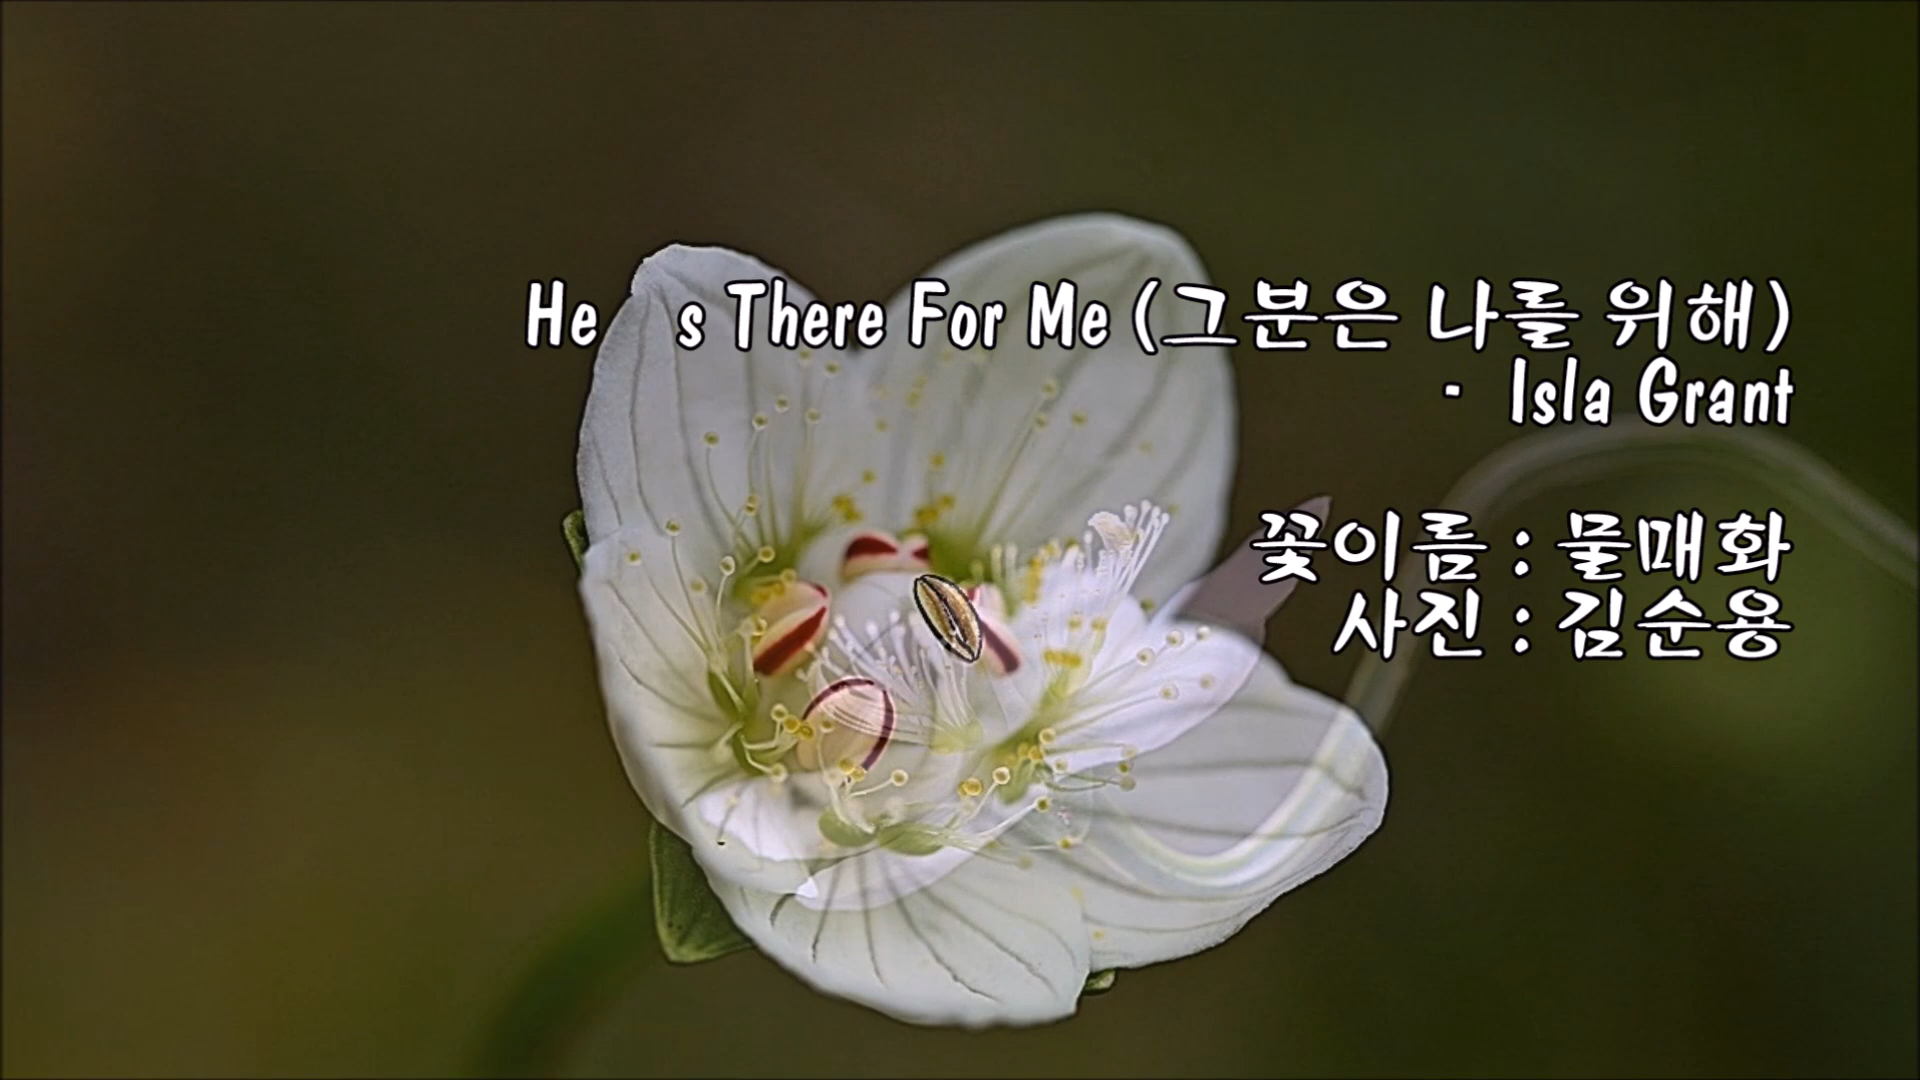 He s There For Me (그분은 나를 위해)
- Isla Grant
꽃이름 : 물매화
사진 : 김순용